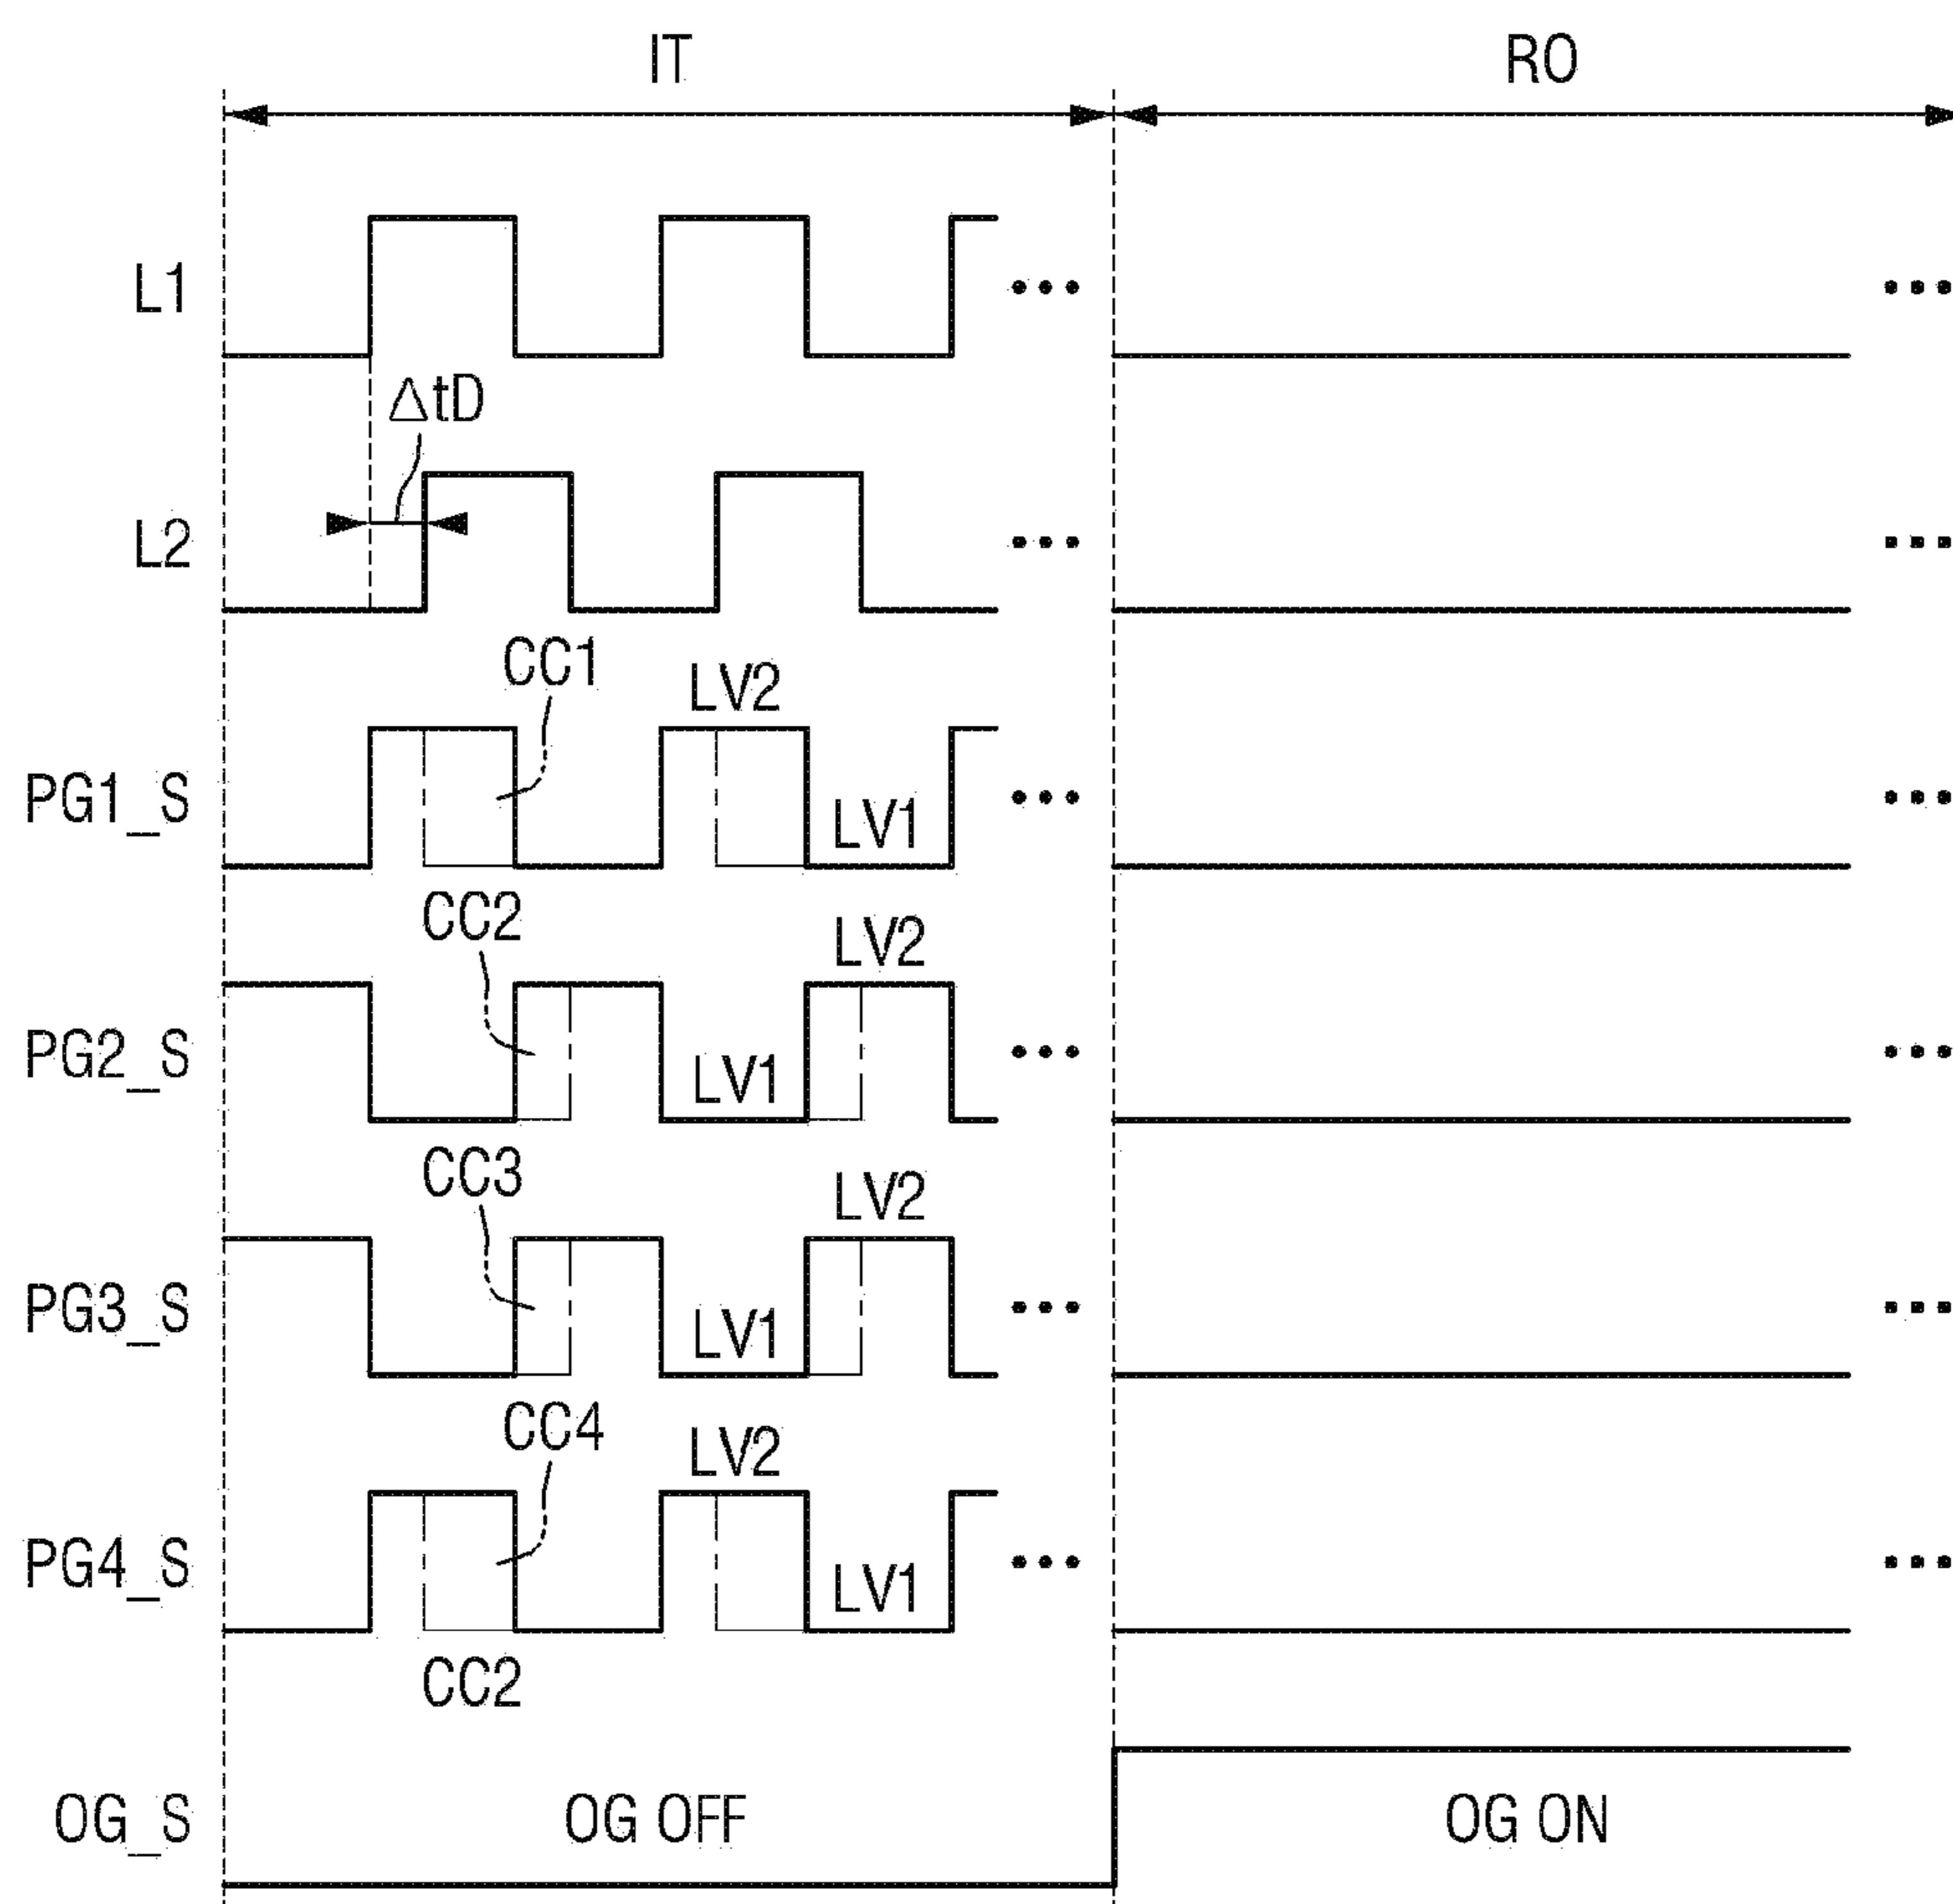 IT RO
L1
ΔtD
L2
CC1 LV2
PG1_S LV1
CC2 LV2
PG2_S LV1
CC3 LV2
PG3_S LV1
CC4 LV2
PG4_S LV1
CC2
OG_S OG OFF OG ON